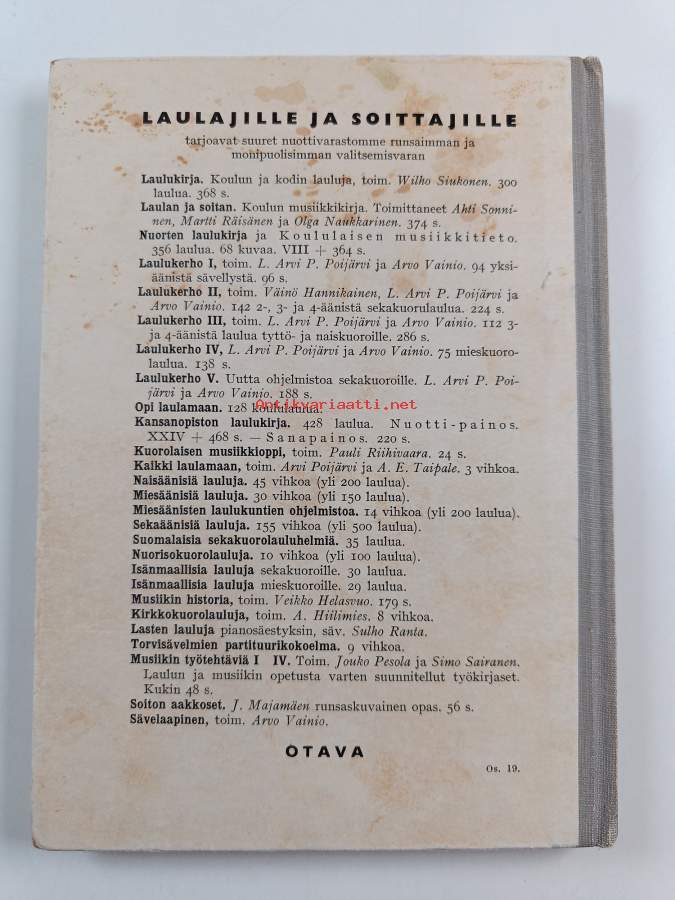 LAULAJILLE JA SOITTAJILLE
tarjoavat suuret nuottivarastomme runsaimman ja
monipuolisimman valitsemisvaran
Laulukirja. Koulun ja kodin lauluja, toim. Wilho Siukonen. 300
laulua. 368 s.
Laulan ja soitan. Koulun musiikkikirja. Toimittaneet Ahti Sonni-
nen, Martti Räisänen ja Olga Naukkarinen. 374 s.
Nuorten laulukirja ja Koululaisen musiikkitieto.
356 laulua. 68 kuvaa. VIII + 364 s.
Laulukerho I, toim. L. Arvi P. Poijärvi ja Arvo Vainio. 94 yksi-
äänistä sävellystä. 96 s.
Laulukerho II, toim. Väinö Hannikainen, L. Arvi P. Poijärvi ja
Arvo Vainio. 142 2-, 3- ja 4-äänistä sekakuorolaulua. 224 s.
Laulukerho III, toim. L. Arvi P. Poijärvi ja Arvo Vainio. 112 3-
ja 4-äänistä laulua tyttö- ja naiskuoroille. 286 s.
Laulukerho IV, L. Arvi P. Poijärvi ja Arvo Vainio. 75 mieskuoro-
laulua. 138 s.
Laulukerho V. Uutta ohjelmistoa sekakuoroille. L. Arvi P. Poi-
järvi ja Arvo Vainio. 188 s.
Opi laulamaan. 128 koululaulua.
Antikvariaatti.net
Kansanopiston laulukirja. 428 laulua. Nuotti-painos.
XXIV + 468 s. — Sanapainos. 220 s.
Kuorolaisen musiikkioppi, toim. Pauli Riihivaara. 24 s.
Kaikki laulamaan, toim. Arvi Poijärvi ja A. E. Taipale. 3 vihkoa.
Naisäänisiä lauluja. 45 vihkoa (yli 200 laulua).
Miesäänisiä lauluja. 30 vihkoa (yli 150 laulua).
Miesäänisten laulukuntien ohjelmistoa. 14 vihkoa (yli 200 laulua).
Sekaäänisiä lauluja. 155 vihkoa (yli 500 laulua).
Suomalaisia sekakuorolauluhelmiä. 35 laulua.
Nuorisokuorolauluja. 10 vihkoa (yli 100 laulua).
Isänmaallisia lauluja sekakuoroille. 30 laulua.
Isänmaallisia lauluja mieskuoroille. 29 laulua.
Musiikin historia, toim. Veikko Helasvuo. 179 s.
Kirkkokuorolauluja, toim. A. Hiilimies. 8 vihkoa.
Lasten lauluja pianosäestyksin, säv. Sulho Ranta.
Torvisävelmien partituurikokoelma. 9 vihkoa.
Musiikin työtehtäviä I IV. Toim. Jouko Pesola ja Simo Sairanen.
Laulun ja musiikin opetusta varten suunnitellut työkirjaset.
Kukin 48 s.
Soiton aakkoset. J. Majamäen runsaskuvainen opas. 56 s.
Sävelaapinen, toim. Arvo Vainio.
OTAVA
Os. 19.